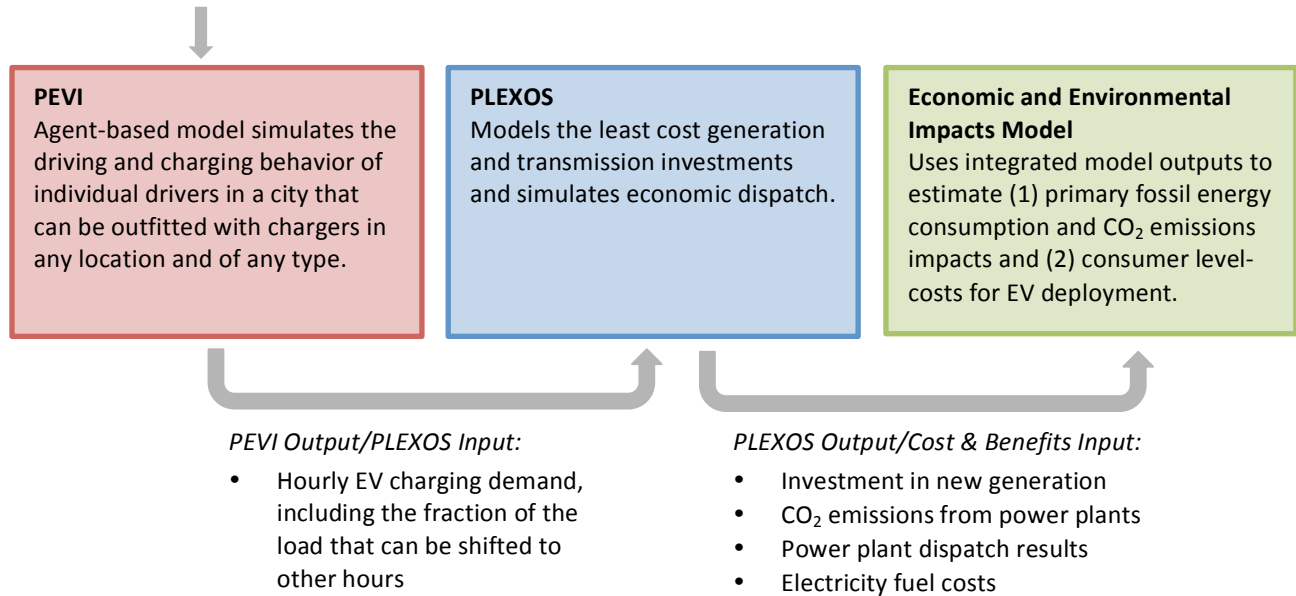 PEVI
Agent-based model simulates the
driving and charging behavior of
individual drivers in a city that
can be outfitted with chargers in
any location and of any type.
PLEXOS
Models the least cost generation
and transmission investments
and simulates economic dispatch.
Economic and Environmental
Impacts Model
Uses integrated model outputs to
estimate (1) primary fossil energy
consumption and CO₂ emissions
impacts and (2) consumer level-
costs for EV deployment.
PEVI Output/PLEXOS Input:
• Hourly EV charging demand,
including the fraction of the
load that can be shifted to
other hours
PLEXOS Output/Cost & Benefits Input:
• Investment in new generation
• CO₂ emissions from power plants
• Power plant dispatch results
• Electricity fuel costs